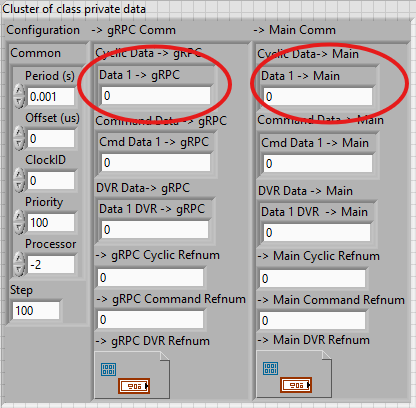 Cluster of class private data
Configuration
Common
Period (s)
0.001
Offset (us)
0
ClockID
0
Priority
100
Processor
-2
Step
100
-> gRPC Comm
Cyclic Data -> gRPC
Data 1 -> gRPC
0
Command Data -> gRPC
Cmd Data 1 -> gRPC
0
DVR Data-> gRPC
Data 1 DVR -> gRPC
0
-> gRPC Cyclic Refnum
0
-> gRPC Command Refnum
0
-> gRPC DVR Refnum
-> Main Comm
Cyclic Data-> Main
Data 1 -> Main
0
Command Data -> Main
Cmd Data 1 -> Main
0
DVR Data -> Main
Data 1 DVR -> Main
0
-> Main Cyclic Refnum
0
-> Main Command Refnum
0
-> Main DVR Refnum